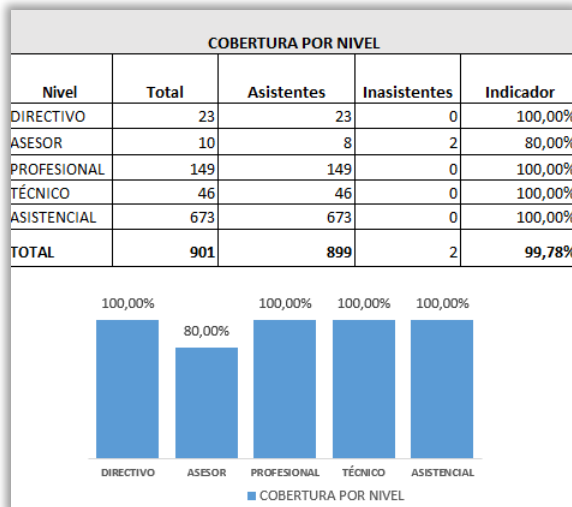 COBERTURA POR NIVEL
Nivel Total Asistentes Inasistentes Indicador
DIRECTIVO 23 23 0 100,00%
ASESOR 10 8 2 80,00%
PROFESIONAL 149 149 0 100,00%
TÉCNICO 46 46 0 100,00%
ASISTENCIAL 673 673 0 100,00%
TOTAL 901 899 2 99,78%
100,00% 80,00% 100,00% 100,00% 100,00%
DIRECTIVO ASESOR PROFESIONAL TÉCNICO ASISTENCIAL
COBERTURA POR NIVEL